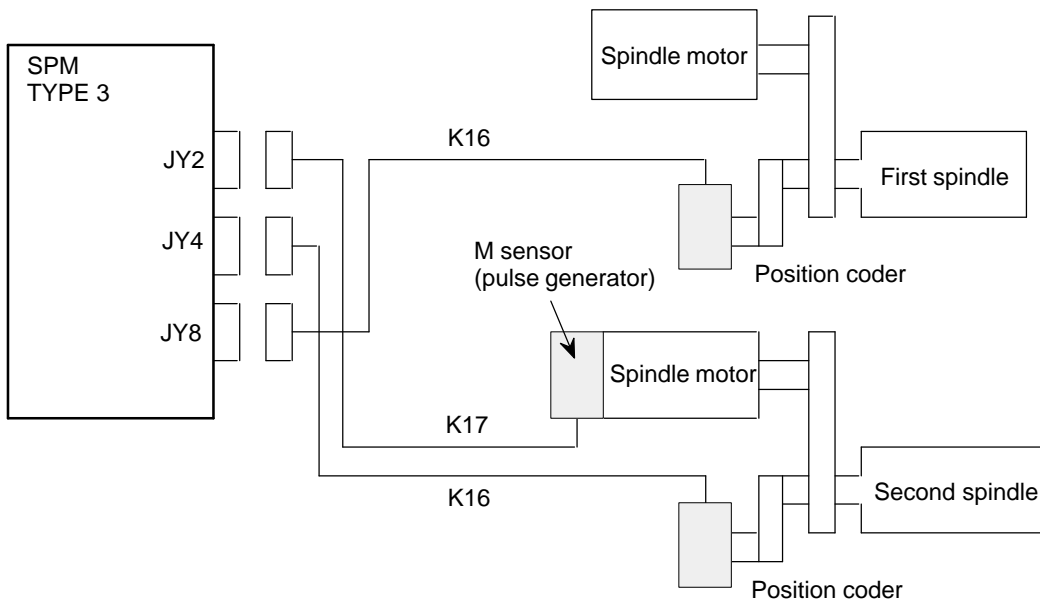 SPM
TYPE 3
JY2
JY4
JY8
K16
Spindle motor
First spindle
Position coder
M sensor
(pulse generator)
Spindle motor
K17
K16
Second spindle
Position coder